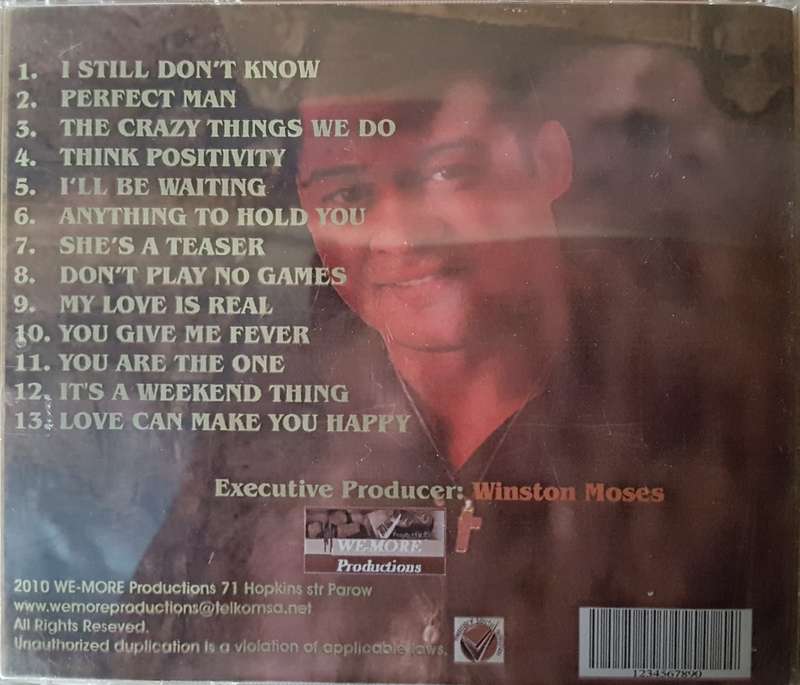 1. I STILL DON'T KNOW
2. PERFECT MAN
3. THE CRAZY THINGS WE DO
4. THINK POSITIVITY
5. I'LL BE WAITING
6. ANYTHING TO HOLD YOU
7. SHE'S A TEASER
8. DON'T PLAY NO GAMES
9. MY LOVE IS REAL
10. YOU GIVE ME FEVER
11. YOU ARE THE ONE
12. IT'S A WEEKEND THING
13. LOVE CAN MAKE YOU HAPPY
Executive Producer: Winston Moses
WE-MORE
Productions
2010 WE-MORE Productions 71 Hopkins str Parow
www.wemoreproductions@telkomsa.net
All Rights Reseved.
Unauthorized duplication is a violation of applicable laws.
1234567890